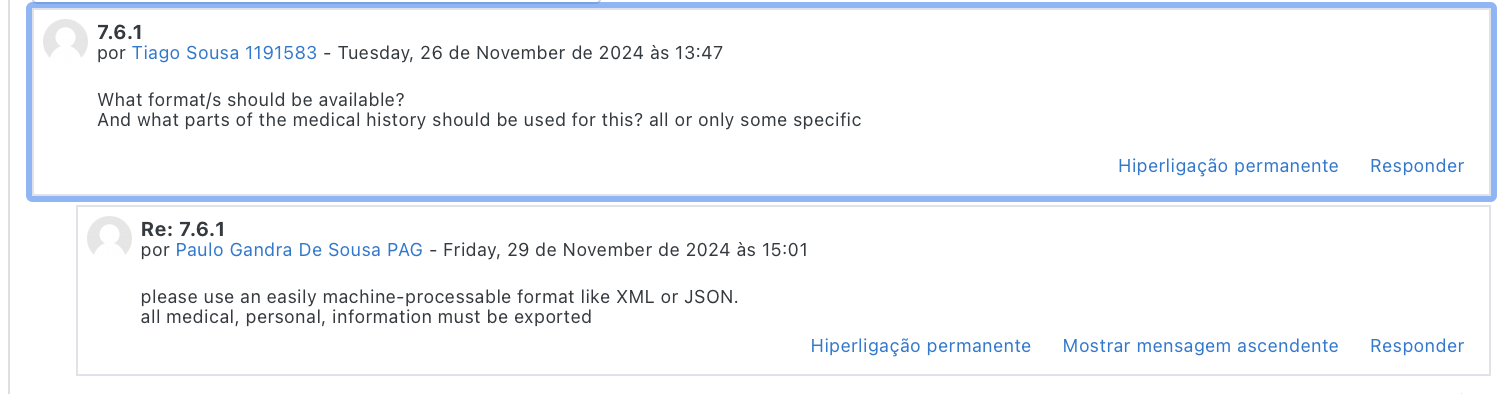 7.6.1
por Tiago Sousa 1191583 - Tuesday, 26 de November de 2024 às 13:47
What format/s should be available?
And what parts of the medical history should be used for this? all or only some specific
Hiperligação permanente Responder
Re: 7.6.1
por Paulo Gandra De Sousa PAG - Friday, 29 de November de 2024 às 15:01
please use an easily machine-processable format like XML or JSON.
all medical, personal, information must be exported
Hiperligação permanente Mostrar mensagem ascendente Responder